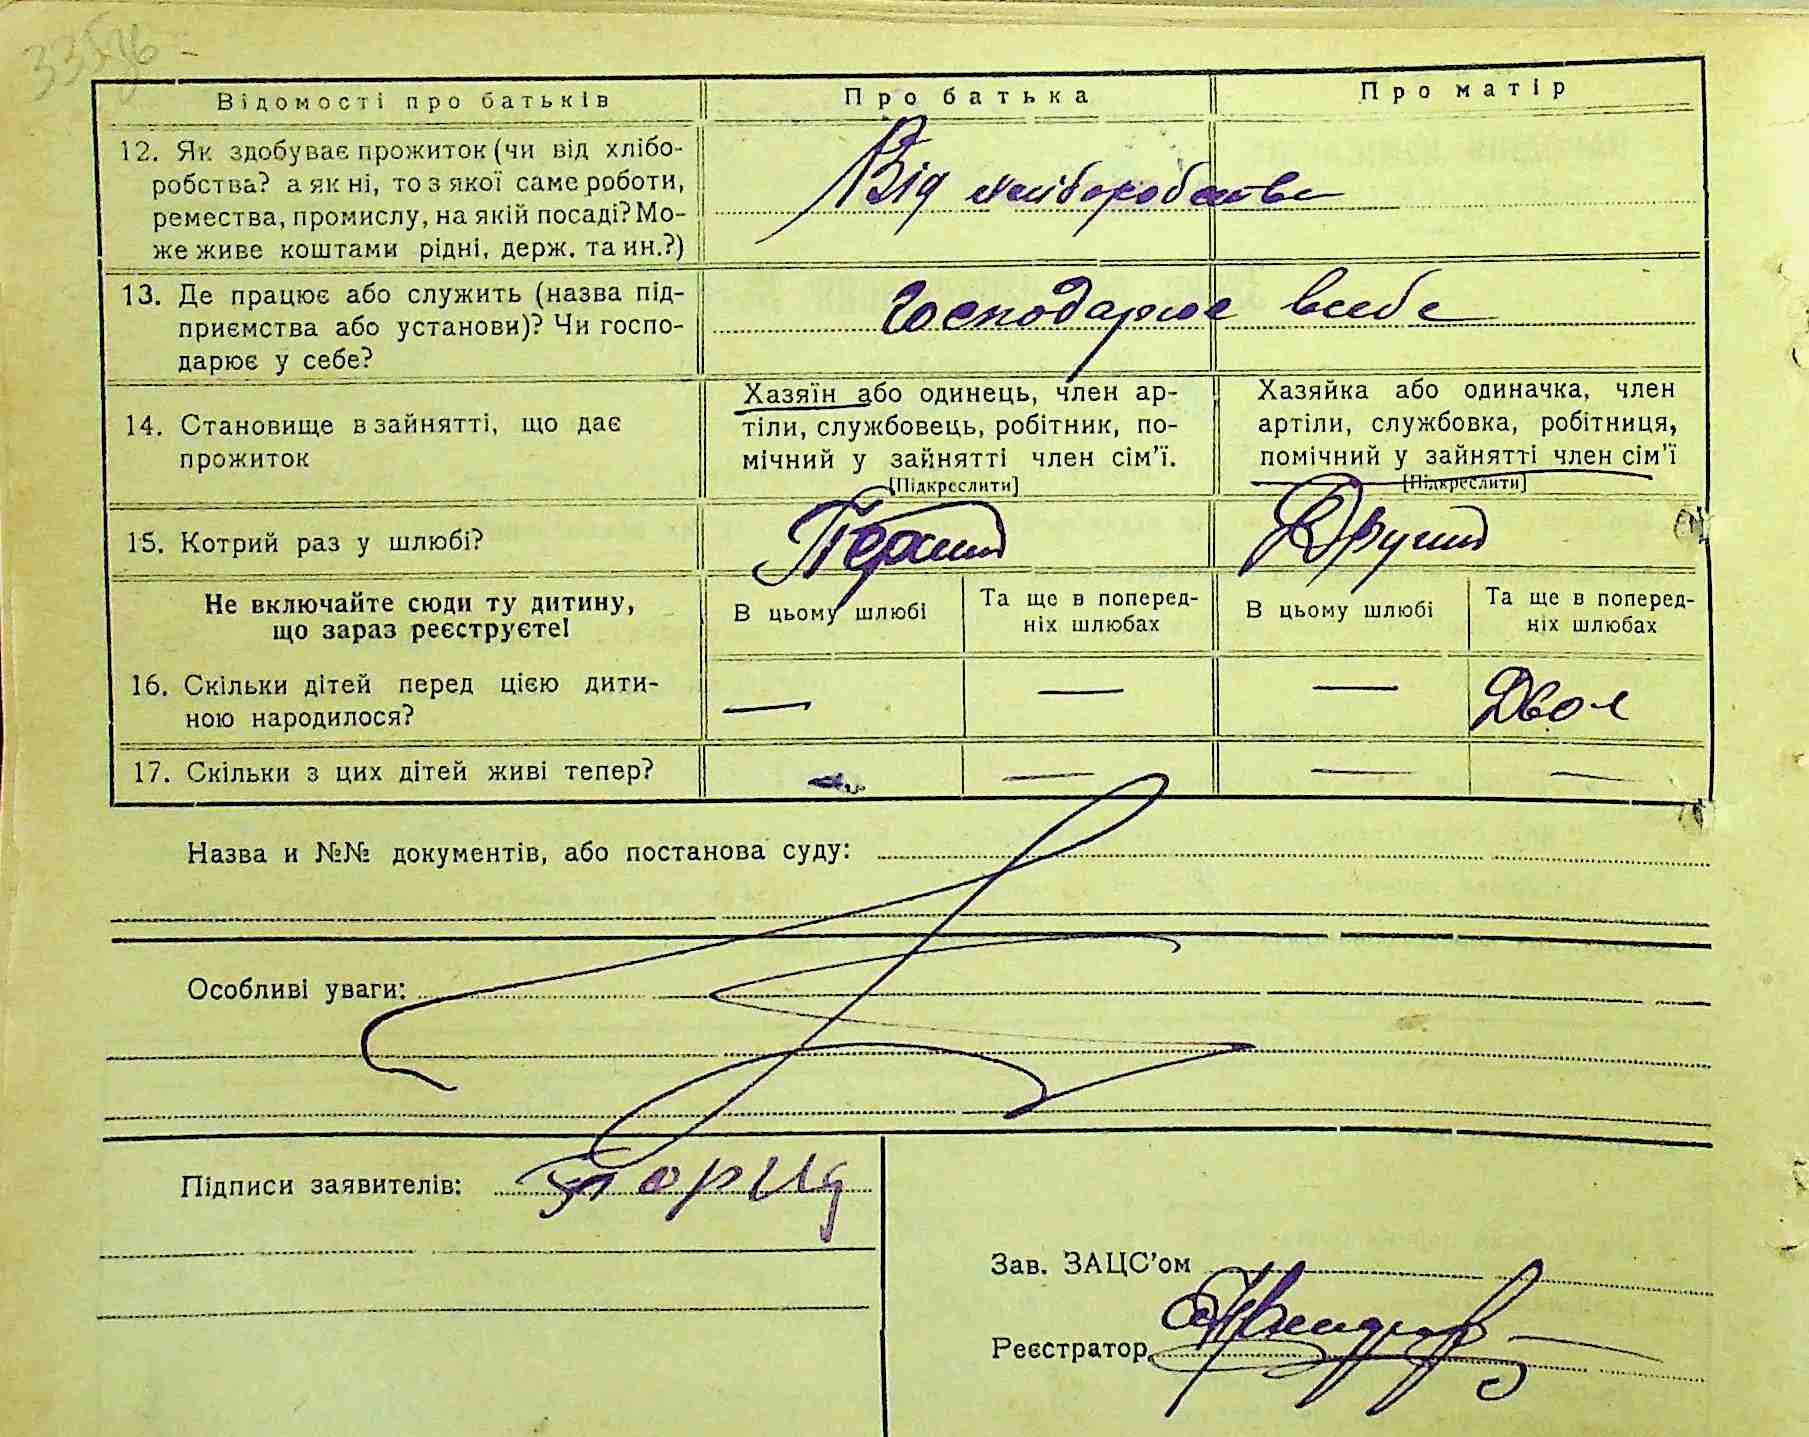 335
Відомості про батьків
Про батька
Про матір
12. Як здобуває прожиток (чи від хлібо-
робства? а як ні, то з якої саме роботи,
ремества, промислу, на якій посаді? Мо-
же живе коштами рідні, держ. та ин.?)
Від хліборобства
13. Де працює або служить (назва під-
приємства або установи)? Чи госпо-
дарює у себе?
Господарює всебе
14. Становище в зайнятті, що дає
прожиток
Хазяїн або одинець, член ар-
тіли, службовець, робітник, по-
мічний у зайнятті член сім’ї.
[Підкреслити]
Хазяйка або одиначка, член
артіли, службовка, робітниця,
помічний у зайнятті член сім’ї
[Підкреслити]
15. Котрий раз у шлюбі?
Перший
Другий
Не включайте сюди ту дитину,
що зараз реєструєте!
В цьому шлюбі
Та ще в поперед-
ніх шлюбах
В цьому шлюбі
Та ще в поперед-
ніх шлюбах
16. Скільки дітей перед цією дити-
ною народилося?
—
—
—
Двоє
17. Скільки з цих дітей живі тепер?
—
—
—
Назва и №№ документів, або постанова суду:
Особливі уваги:
Підписи заявителів:
Зав. ЗАЦС’ом
Реєстратор